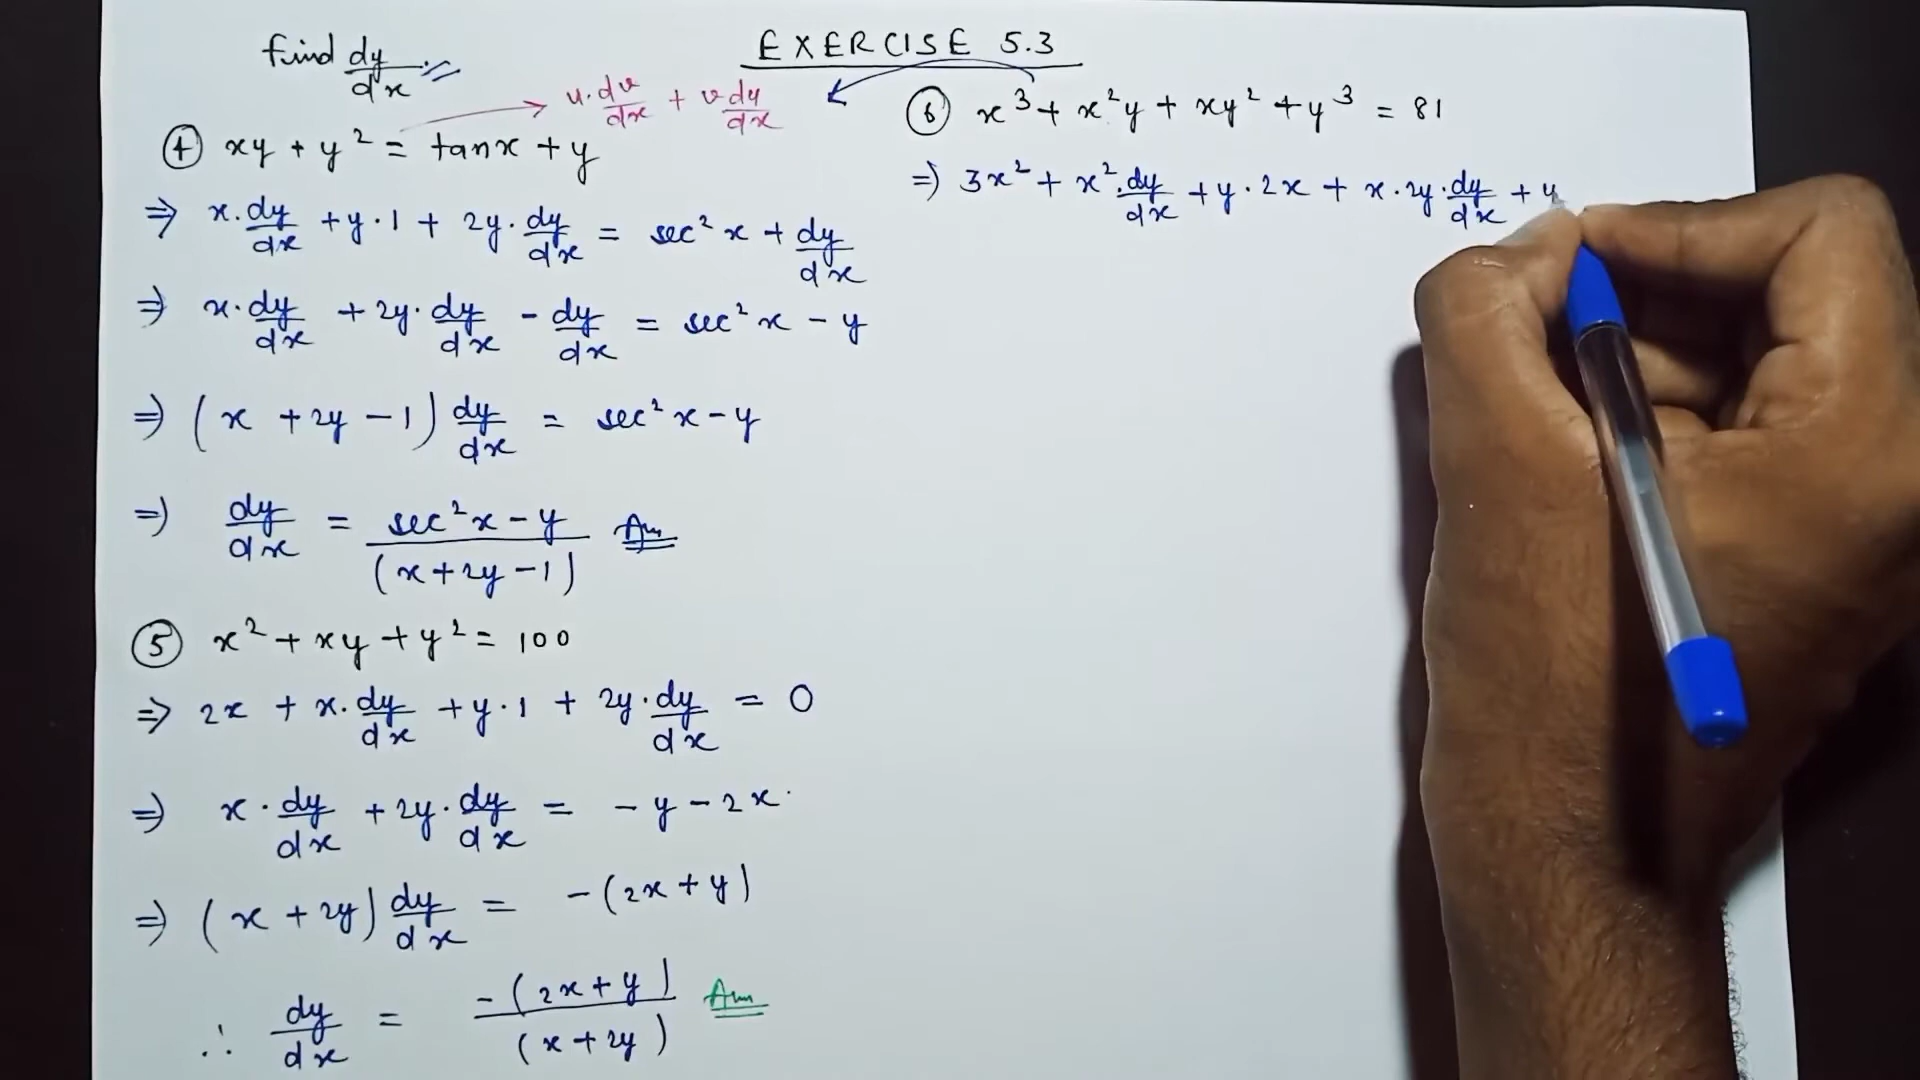 Find dy/dx
EXERCISE 5.3
u.dv/dx + v dy/dx
④ xy + y² = tanx + y
⇒ x.dy/dx + y.1 + 2y.dy/dx = sec²x + dy/dx
⇒ x.dy/dx + 2y.dy/dx - dy/dx = sec²x - y
⇒ (x + 2y - 1) dy/dx = sec²x - y
⇒ dy/dx = sec²x - y / (x + 2y - 1) Ans
⑤ x² + xy + y² = 100
⇒ 2x + x.dy/dx + y.1 + 2y.dy/dx = 0
⇒ x.dy/dx + 2y.dy/dx = -y - 2x
⇒ (x + 2y) dy/dx = -(2x + y)
∴ dy/dx = -(2x + y) / (x + 2y) Ans
⑥ x³ + x²y + xy² + y³ = 81
⇒ 3x² + x².dy/dx + y.2x + x.2y.dy/dx + y